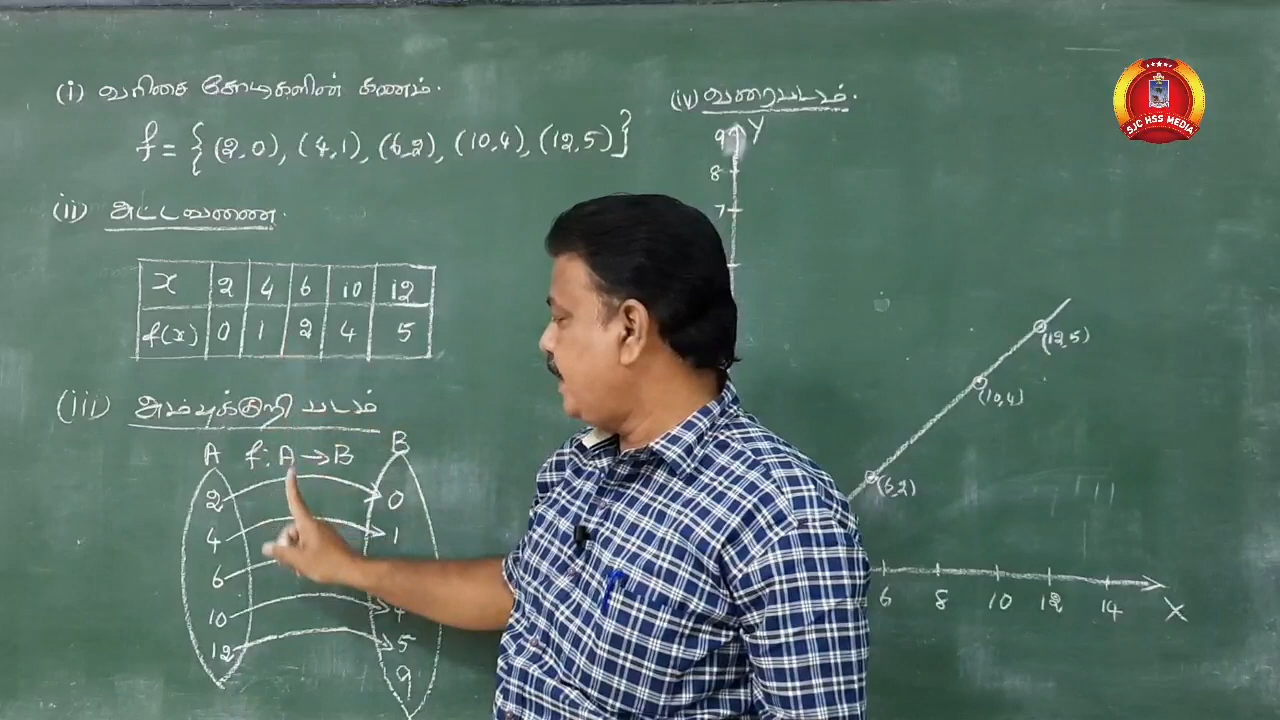 (i) வரிசை சோடிகளின் கணம்.
f = { (2,0), (4,1), (6,2), (10,4), (12,5) }
(ii) அட்டவணை.
x 2 4 6 10 12
f(x) 0 1 2 4 5
(iii) அம்புக்குறி படம்
A f: A → B B
2 0
4 1
6
10 4
12 5
9
(iv) வரைபடம்.
9 Y
8
7
(12,5)
(10,4)
(6,2)
6 8 10 12 14 X
SJC HSS MEDIA